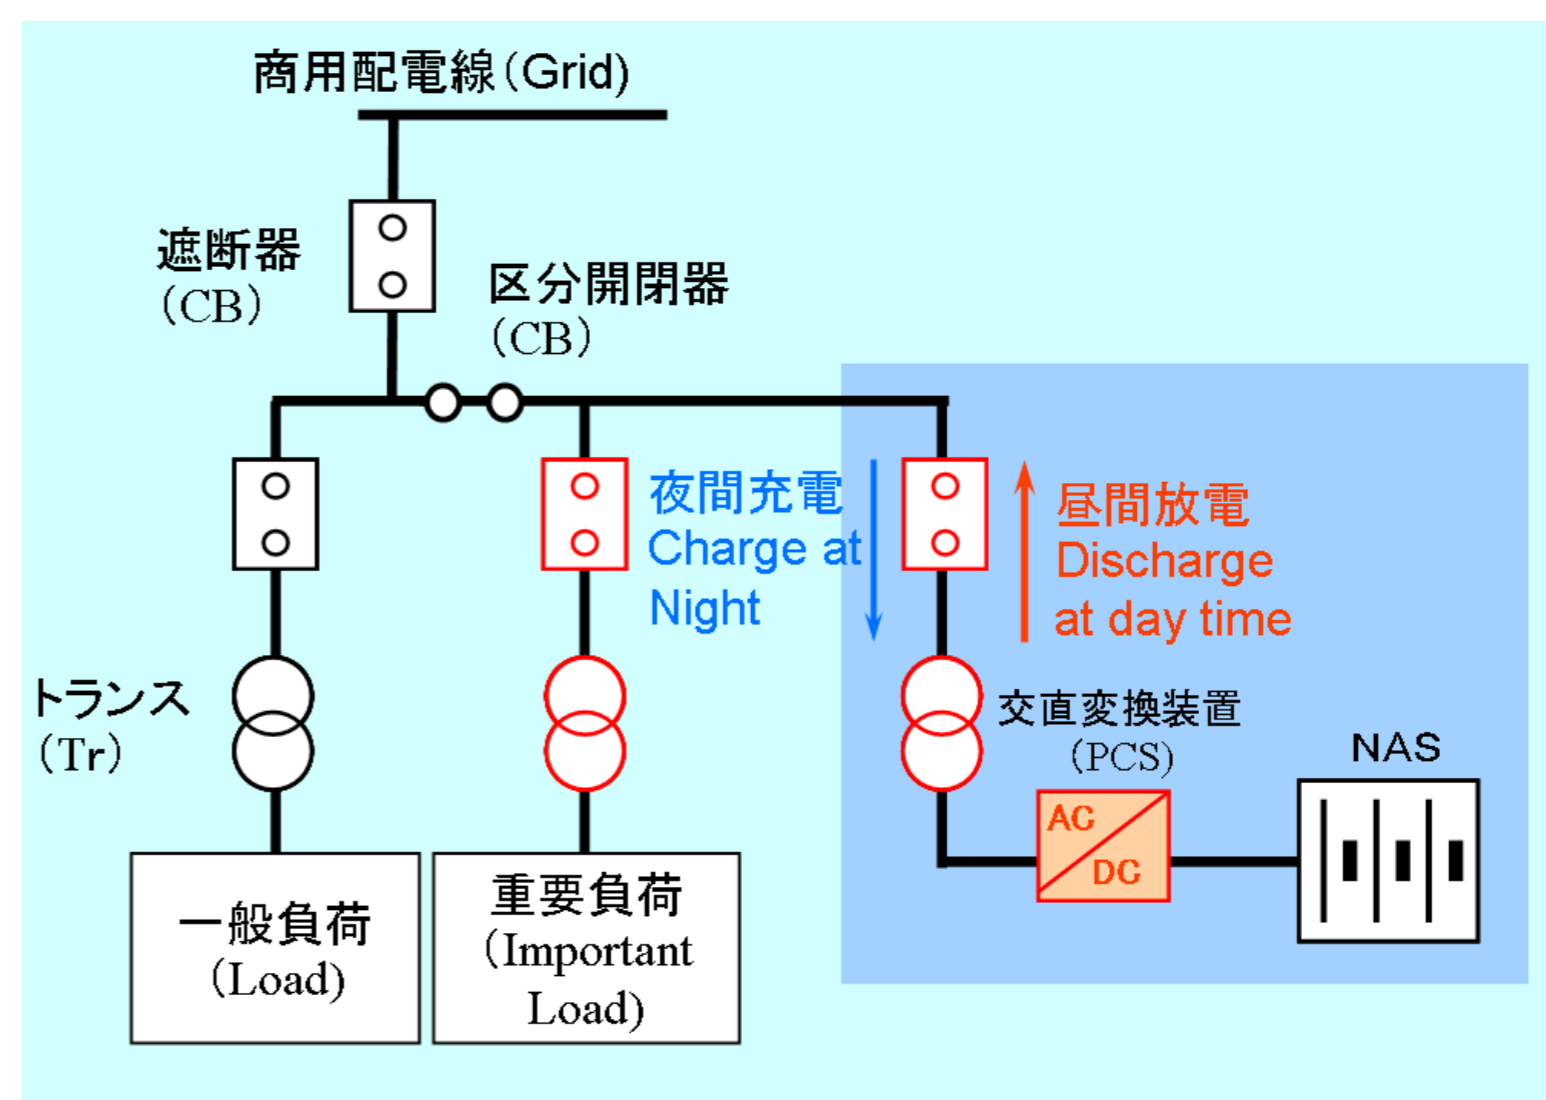 商用配電線（Grid)
遮断器
（CB）
区分開閉器
（CB）
夜間充電
Charge at
Night
昼間放電
Discharge
at day time
トランス
（Tr）
交直変換装置
（PCS)
NAS
AC
DC
一般負荷
（Load)
重要負荷
（Important
Load)